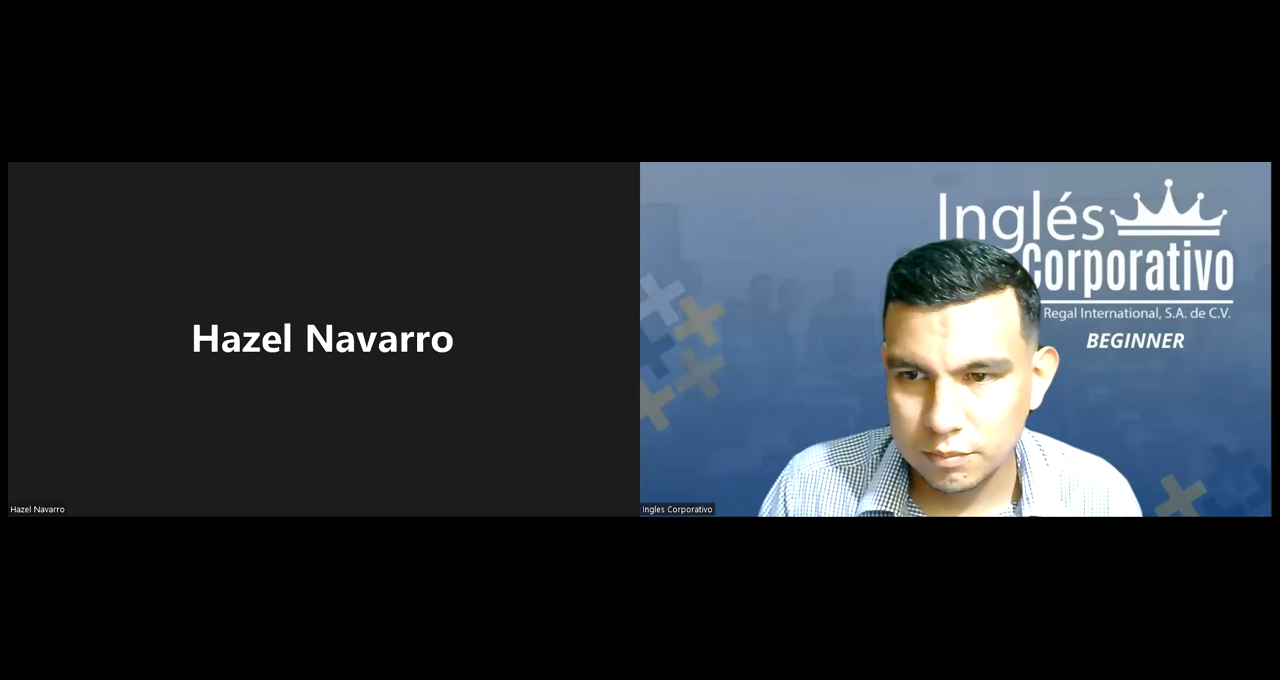 Hazel Navarro
Hazel Navarro
Inglés
Corporativo
Regal International, S.A. de C.V.
BEGINNER
Ingles Corporativo